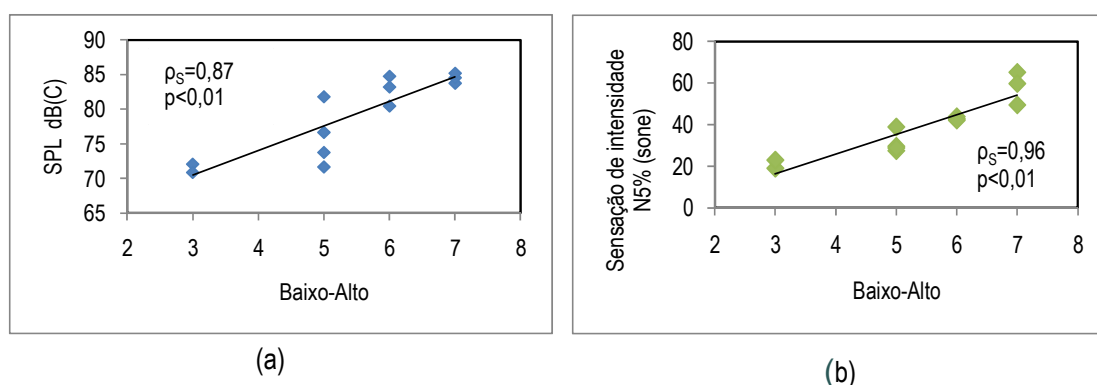 90
85
80
75
70
65
SPL dB(C)
ρS=0,87
p<0,01
2 3 4 5 6 7 8
Baixo-Alto
(a)
80
60
40
20
0
Sensação de intensidade
N5% (sone)
ρS=0,96
p<0,01
2 3 4 5 6 7 8
Baixo-Alto
(b)